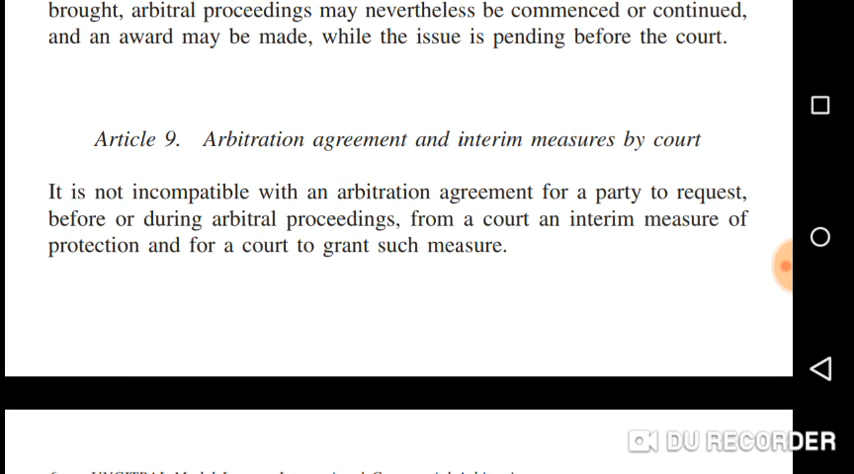 brought, arbitral proceedings may nevertheless be commenced or continued,
and an award may be made, while the issue is pending before the court.
Article 9. Arbitration agreement and interim measures by court
It is not incompatible with an arbitration agreement for a party to request,
before or during arbitral proceedings, from a court an interim measure of
protection and for a court to grant such measure.
DU RECORDER